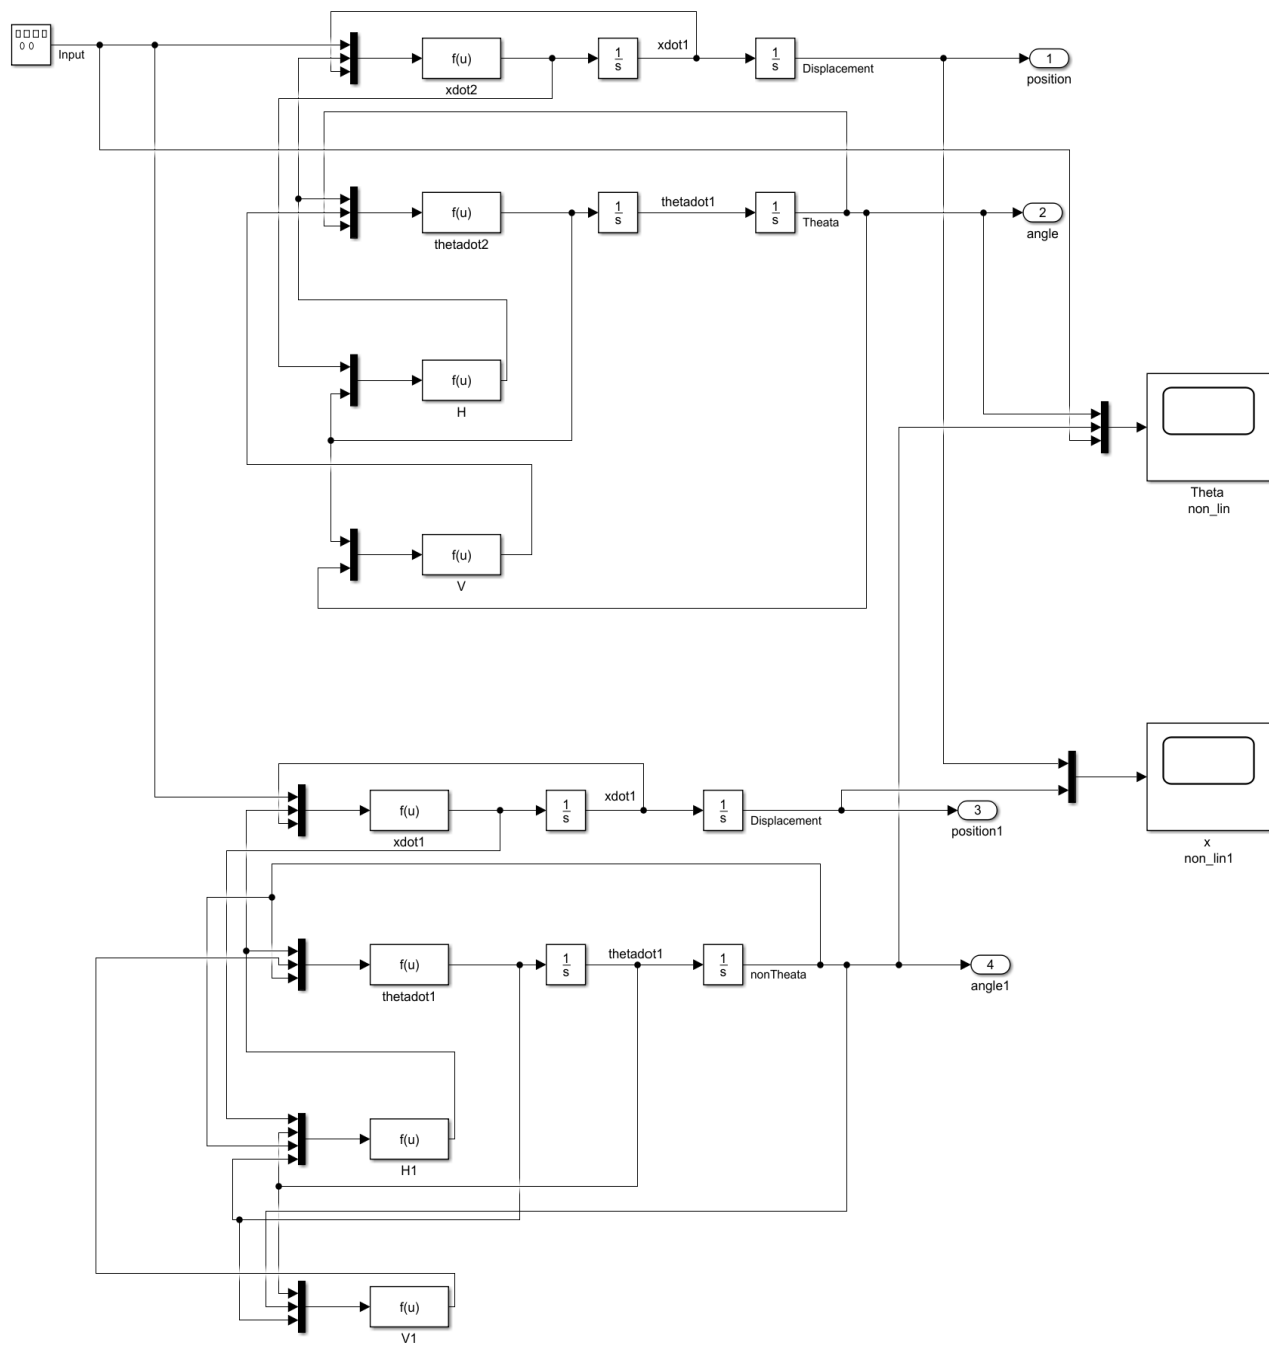 Input
f(u)
xdot2
1
s
xdot1
1
s
Displacement
1
position
f(u)
thetadot2
1
s
thetadot1
1
s
Theata
2
angle
f(u)
H
Theta
non_lin
f(u)
V
f(u)
xdot1
1
s
xdot1
1
s
Displacement
3
position1
x
non_lin1
f(u)
thetadot1
1
s
thetadot1
1
s
nonTheata
4
angle1
f(u)
H1
f(u)
V1